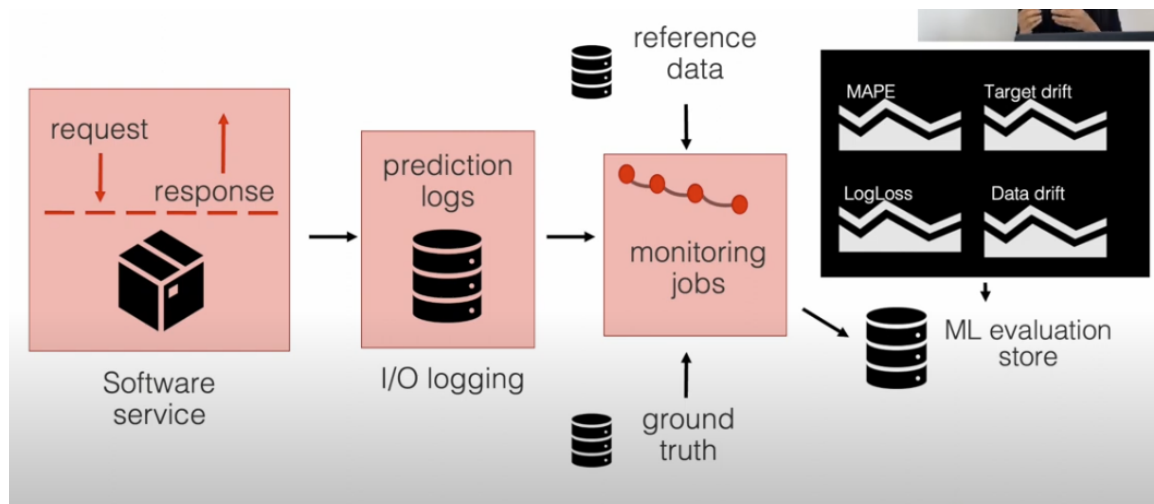 request
response
Software
service
prediction
logs
I/O logging
reference
data
monitoring
jobs
ground
truth
MAPE
Target drift
LogLoss
Data drift
ML evaluation
store